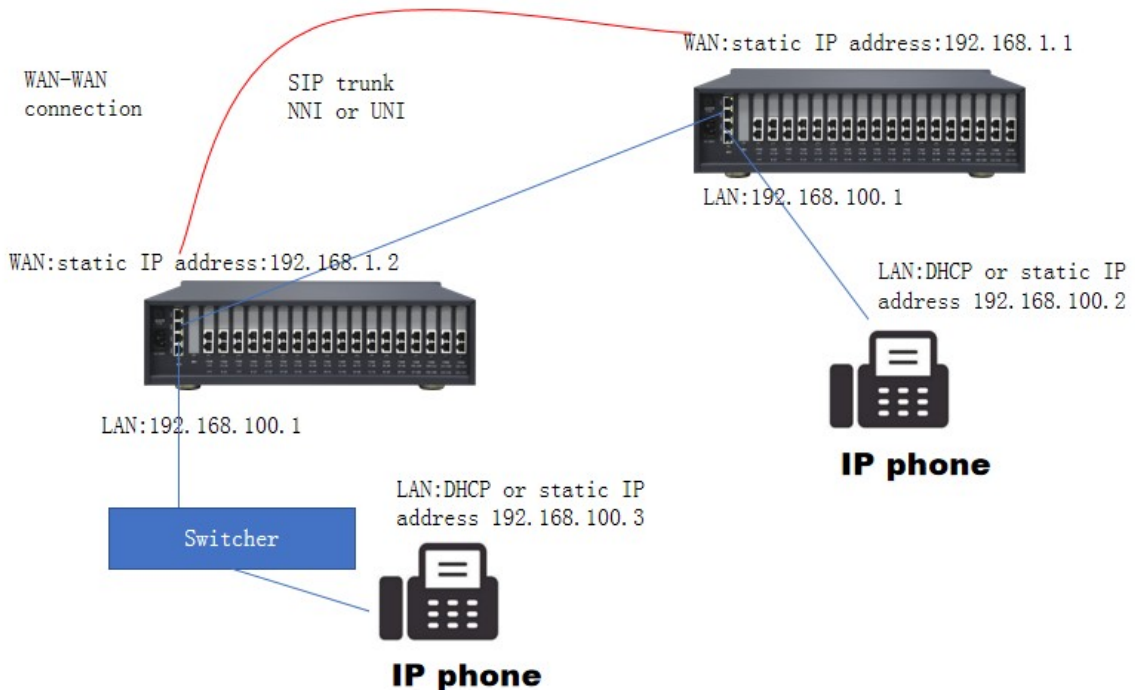 WAN:static IP address:192.168.1.1
WAN-WAN
connection
SIP trunk
NNI or UNI
LAN:192.168.100.1
WAN:static IP address:192.168.1.2
LAN:DHCP or static IP
address 192.168.100.2
IP phone
LAN:192.168.100.1
LAN:DHCP or static IP
address 192.168.100.3
Switcher
IP phone